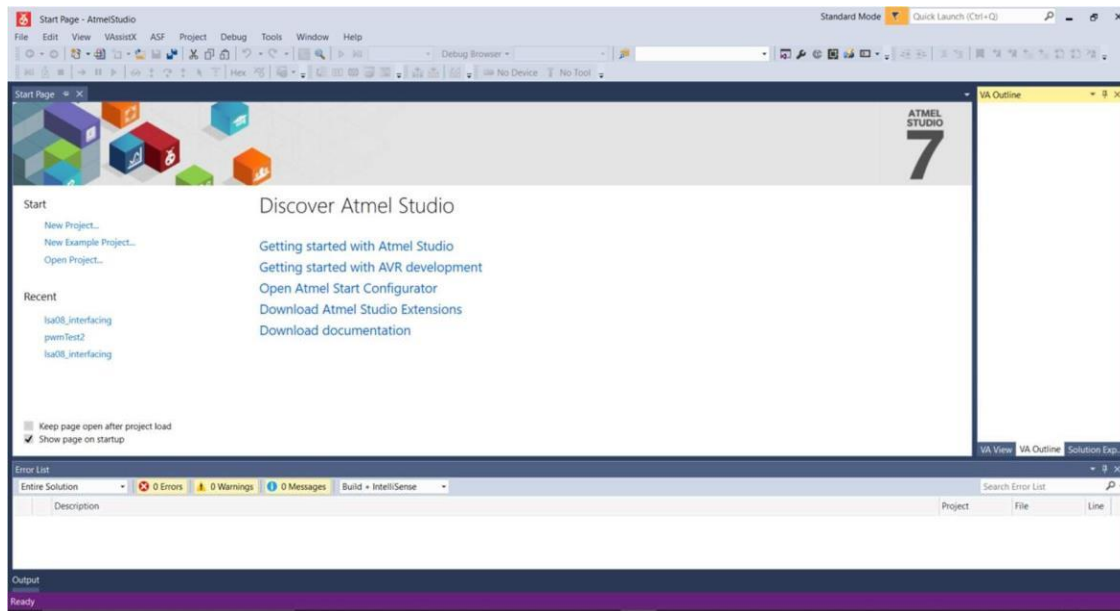 Start Page - AtmelStudio
Standard Mode
Quick Launch (Ctrl+Q)
File Edit View VAssistX ASF Project Debug Tools Window Help
Debug Browser
Hex
No Device
No Tool
Start Page
VA Outline
ATMEL
STUDIO
7
Start
New Project...
New Example Project...
Open Project...
Recent
lsa08_interfacing
pwmTest2
lsa08_interfacing
Keep page open after project load
Show page on startup
Discover Atmel Studio
Getting started with Atmel Studio
Getting started with AVR development
Open Atmel Start Configurator
Download Atmel Studio Extensions
Download documentation
VA View VA Outline Solution Exp...
Error List
Entire Solution 0 Errors 0 Warnings 0 Messages Build + IntelliSense
Search Error List
Description Project File Line
Output
Ready